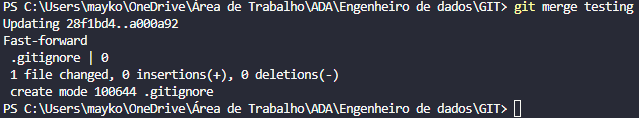 PS C:\Users\mayko\OneDrive\Área de Trabalho\ADA\Engenheiro de dados\GIT> git merge testing
Updating 28f1bd4..a000a92
Fast-forward
 .gitignore | 0
 1 file changed, 0 insertions(+), 0 deletions(-)
 create mode 100644 .gitignore
PS C:\Users\mayko\OneDrive\Área de Trabalho\ADA\Engenheiro de dados\GIT>